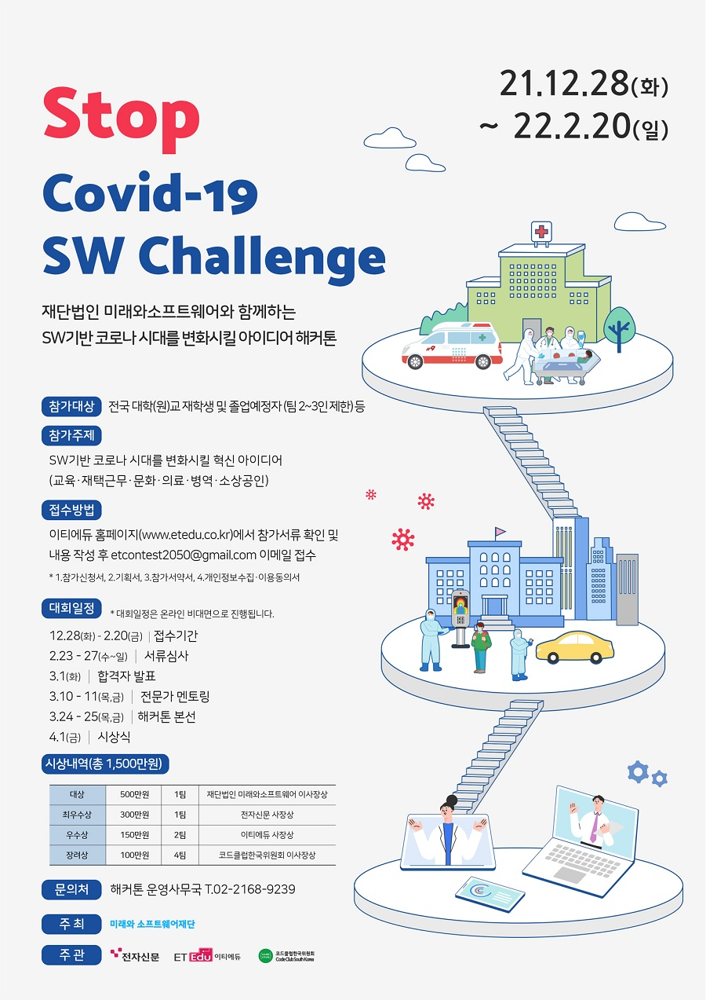 21.12.28(화)
~ 22.2.20(일)
Stop
Covid-19
SW Challenge
재단법인 미래와소프트웨어와 함께하는
SW기반 코로나 시대를 변화시킬 아이디어 해커톤
참가대상 전국 대학(원)교 재학생 및 졸업예정자 (팀 2~3인 제한) 등
참가주제
SW기반 코로나 시대를 변화시킬 혁신 아이디어
(교육·재택근무·문화·의료·병역·소상공인)
접수방법
이티에듀 홈페이지(www.etedu.co.kr)에서 참가서류 확인 및
내용 작성 후 etcontest2050@gmail.com 이메일 접수
* 1.참가신청서, 2.기획서, 3.참가서약서, 4.개인정보수집·이용동의서
대회일정 * 대회일정은 온라인 비대면으로 진행됩니다.
12.28(화) - 2.20(금) | 접수기간
2.23 - 27(수~일) | 서류심사
3.1(화) | 합격자 발표
3.10 - 11(목,금) | 전문가 멘토링
3.24 - 25(목,금) | 해커톤 본선
4.1(금) | 시상식
시상내역(총 1,500만원)
대상 500만원 1팀 재단법인 미래와소프트웨어 이사장상
최우수상 300만원 1팀 전자신문 사장상
우수상 150만원 2팀 이티에듀 사장상
장려상 100만원 4팀 코드클럽한국위원회 이사장상
문의처 해커톤 운영사무국 T.02-2168-9239
주 최 미래와 소프트웨어재단
주 관 전자신문 ET Edu 이티에듀 코드클럽한국위원회
Code Club South Korea